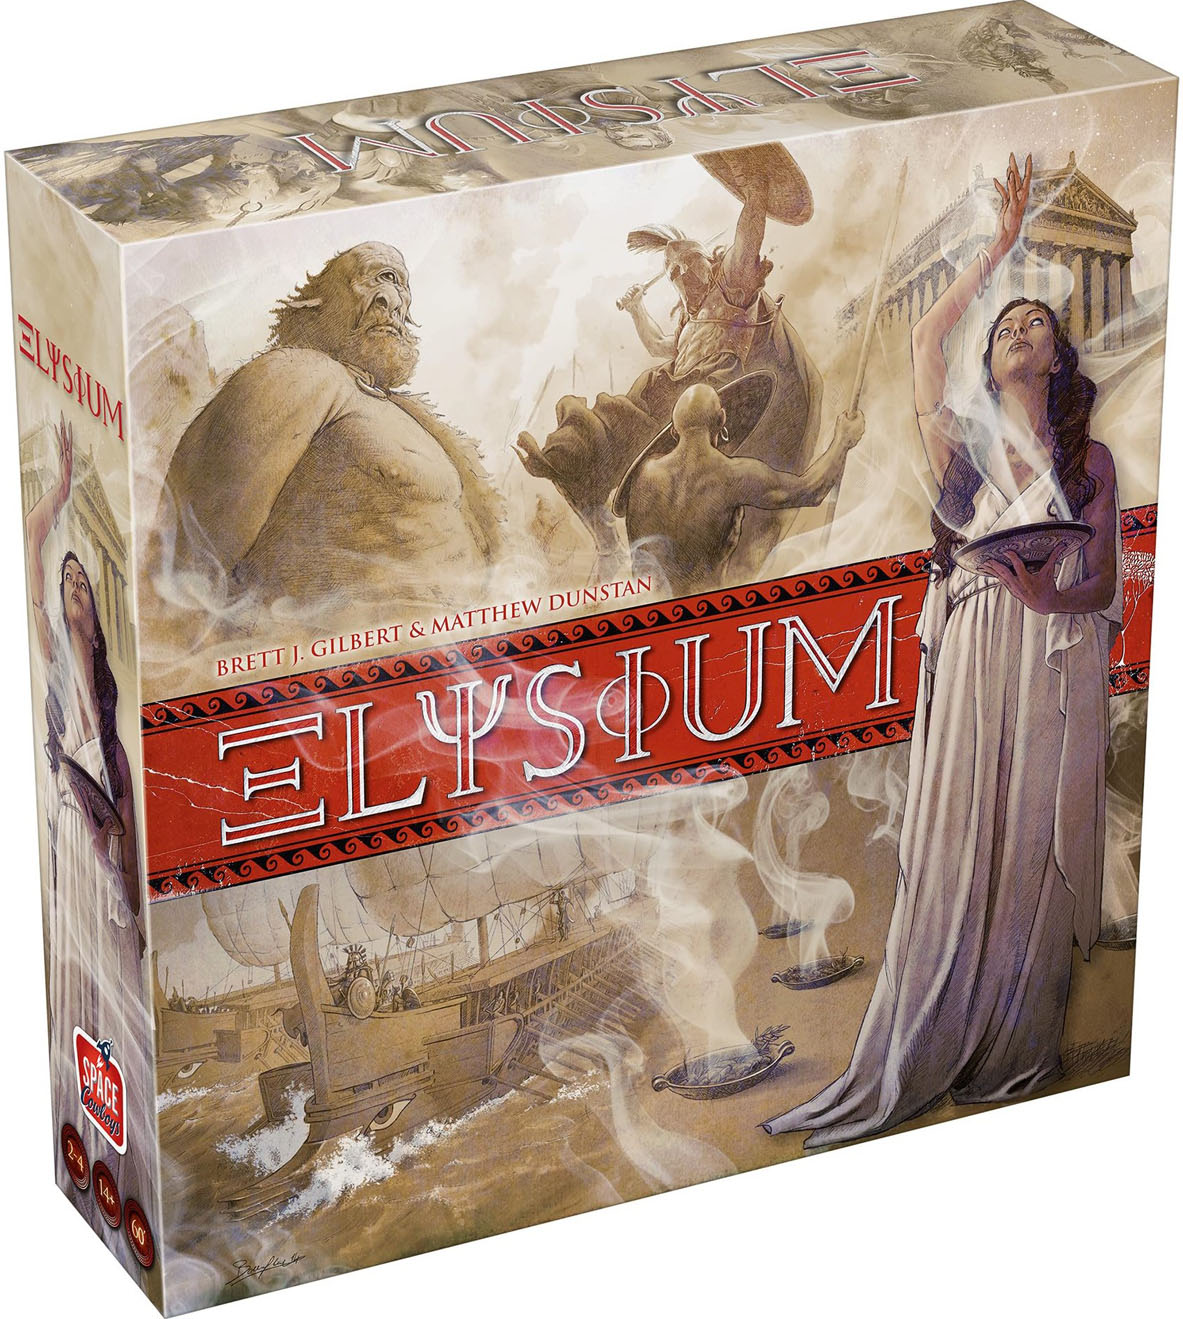 ELYSIUM
ELYSIUM
BRETT J. GILBERT & MATTHEW DUNSTAN
ELYSIUM
SPACE
Cowboys
2-4
14+
60'